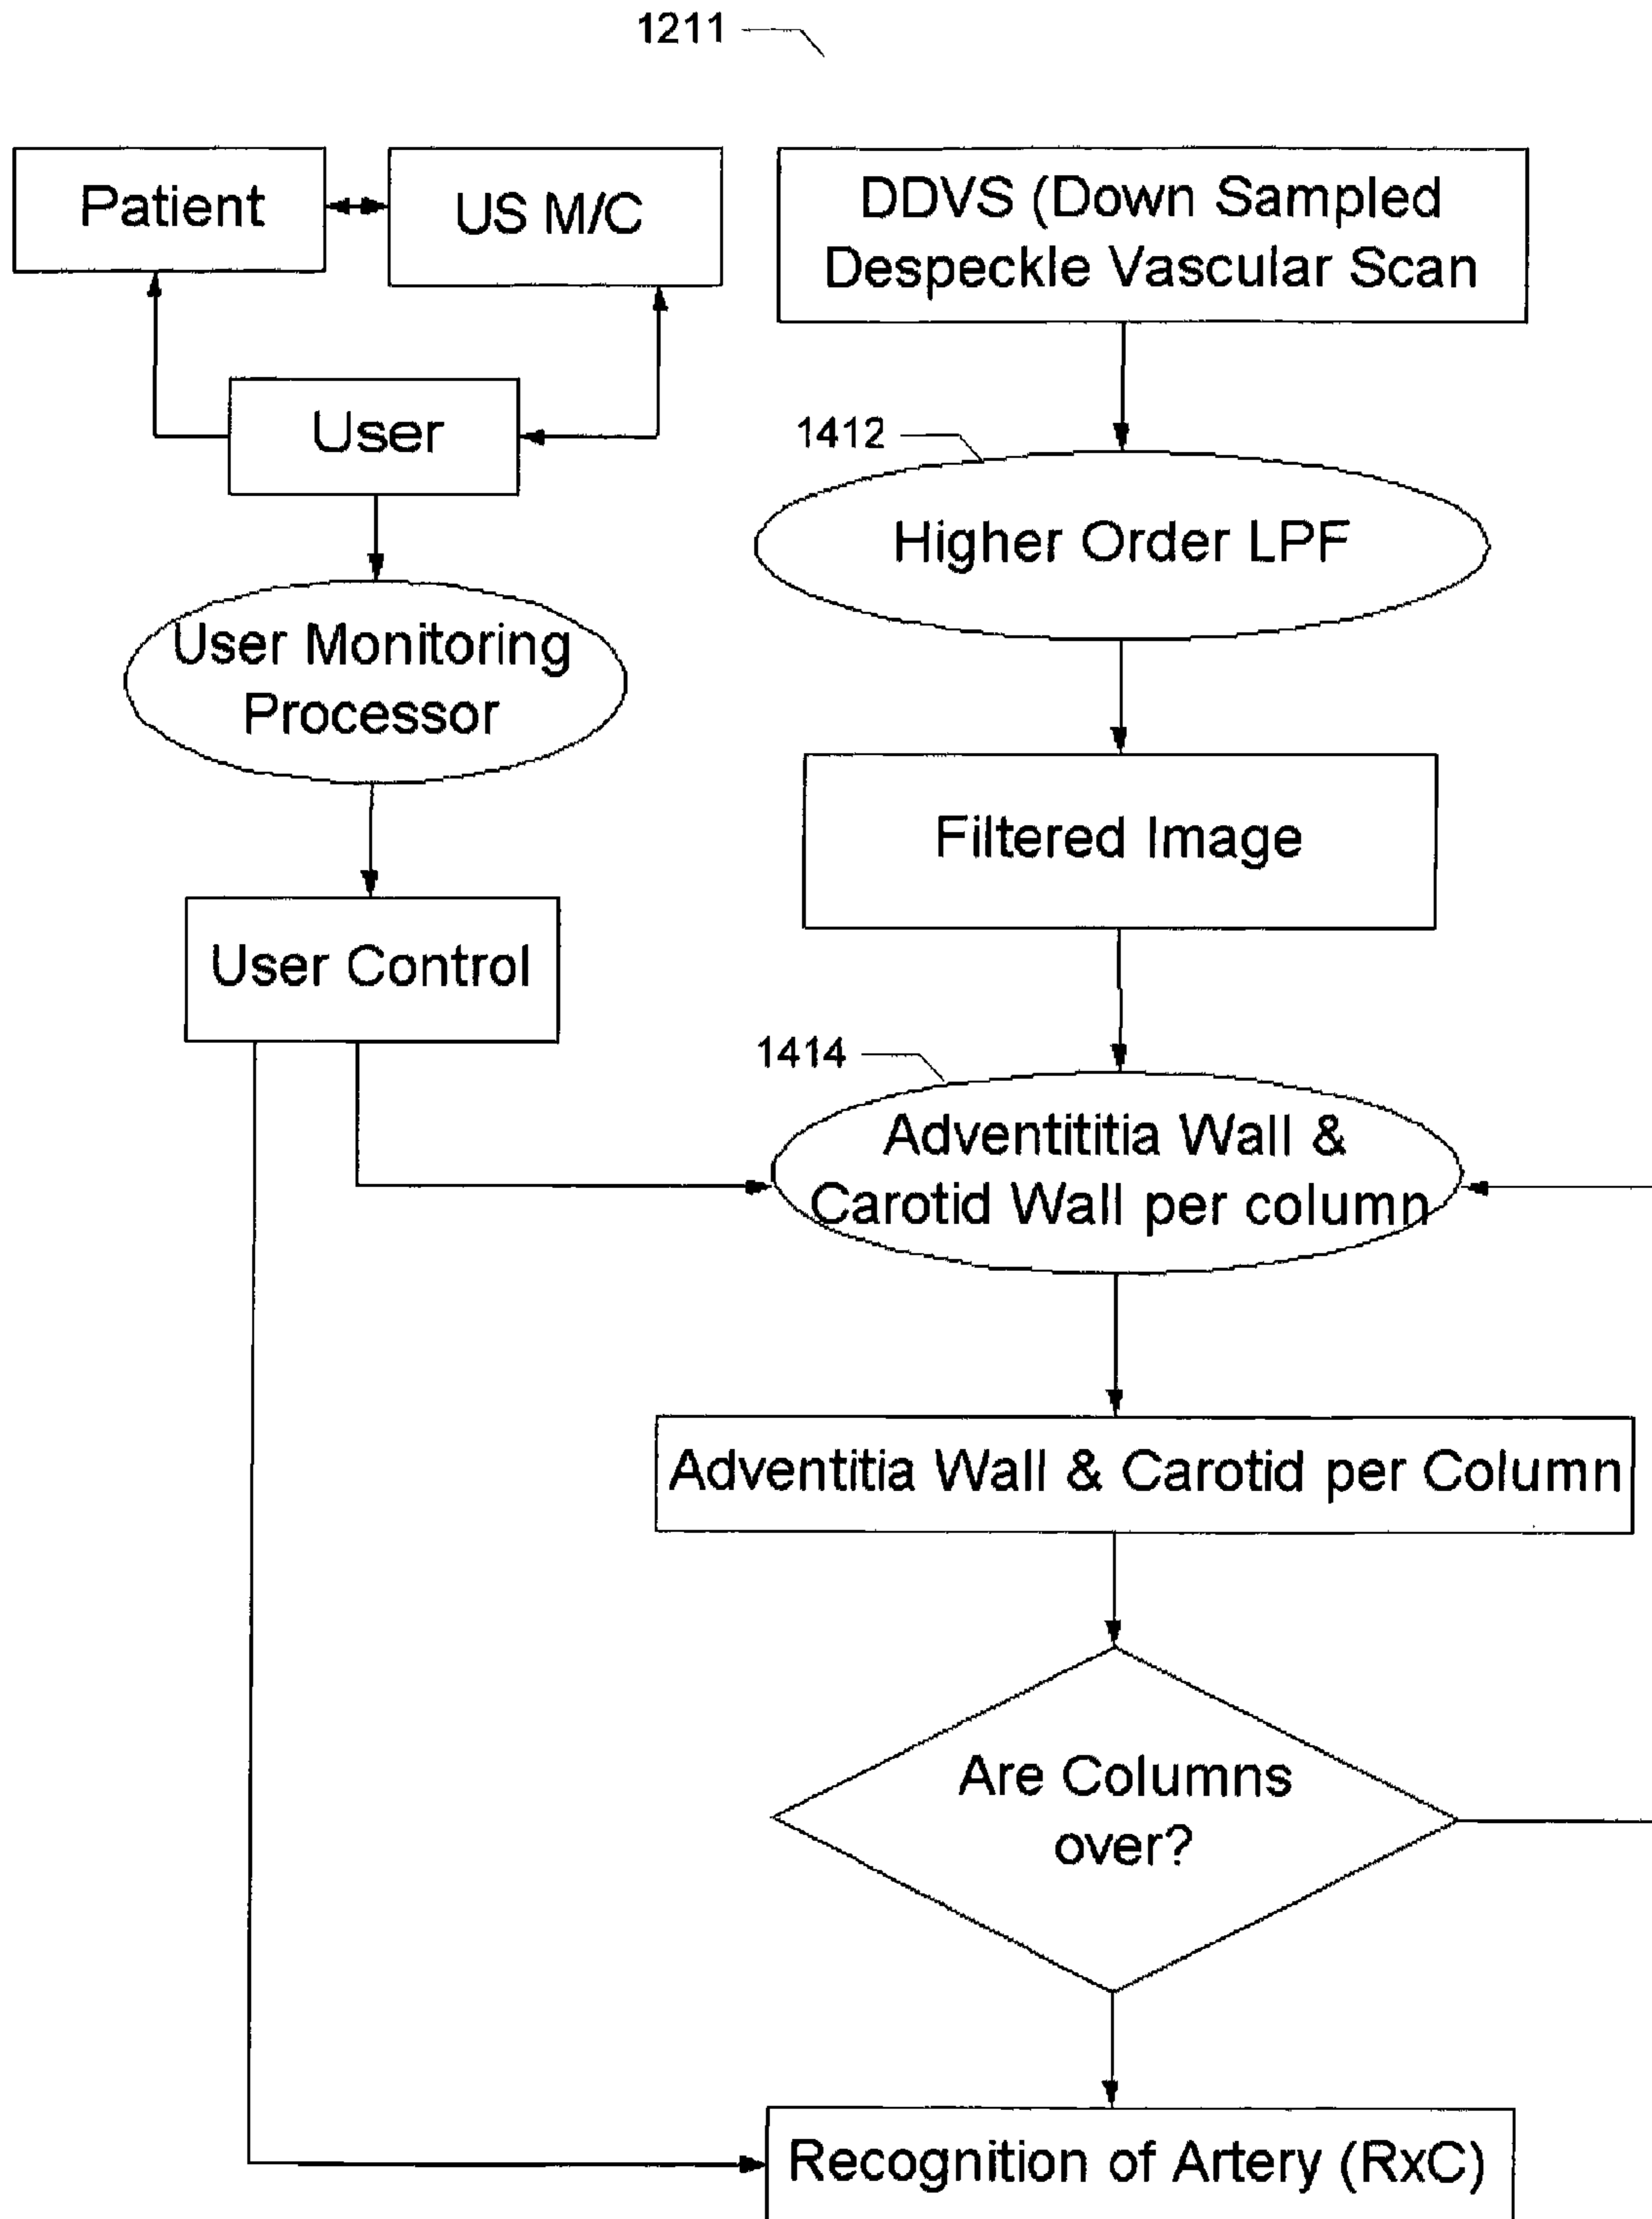 1211
Patient
US M/C
DDVS (Down Sampled
Despeckle Vascular Scan
User
1412
Higher Order LPF
User Monitoring
Processor
Filtered Image
User Control
1414
Adventititia Wall &
Carotid Wall per column
Adventitia Wall & Carotid per Column
Are Columns
over?
Recognition of Artery (RxC)